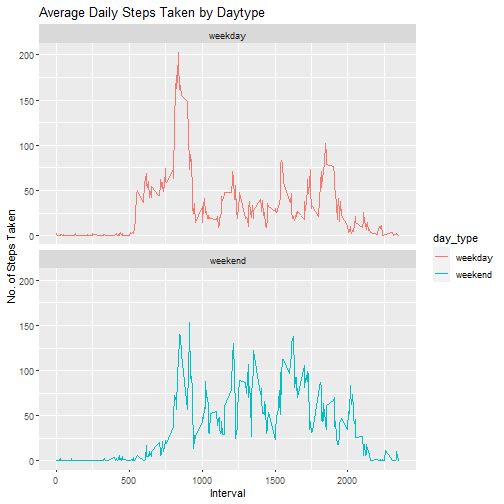 Average Daily Steps Taken by Daytype
weekday
200
150
100
50
0
No. of Steps Taken
weekend
200
150
100
50
0
0 500 1000 1500 2000
Interval
day_type
weekday
weekend